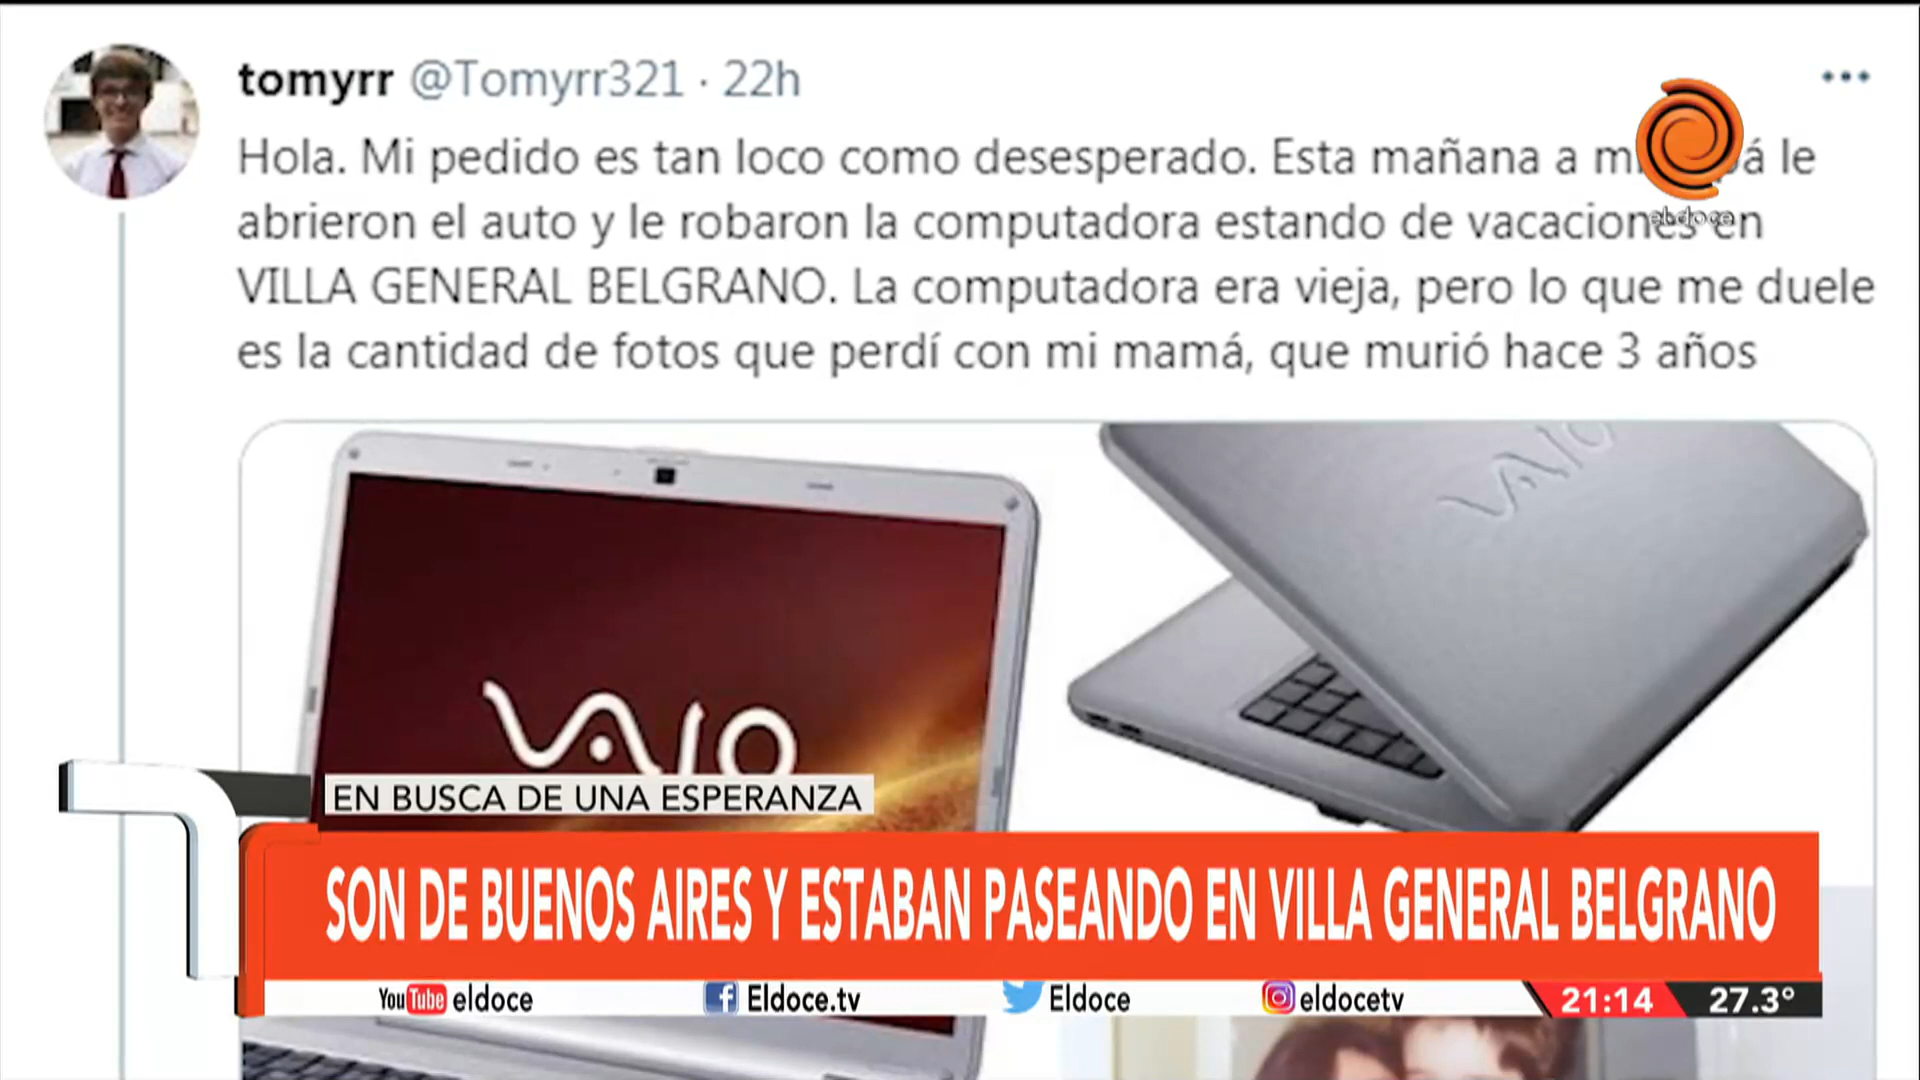 tomyrr @Tomyrr321 · 22h
Hola. Mi pedido es tan loco como desesperado. Esta mañana a le
abrieron el auto y le robaron la computadora estando de vacaciones en
VILLA GENERAL BELGRANO. La computadora era vieja, pero lo que me duele
es la cantidad de fotos que perdí con mi mamá, que murió hace 3 años
el doce
VAIO
VAIO
EN BUSCA DE UNA ESPERANZA
SON DE BUENOS AIRES Y ESTABAN PASEANDO EN VILLA GENERAL BELGRANO
YouTube eldoce
f Eldoce.tv
Eldoce
eldocetv
21:14
27.3°